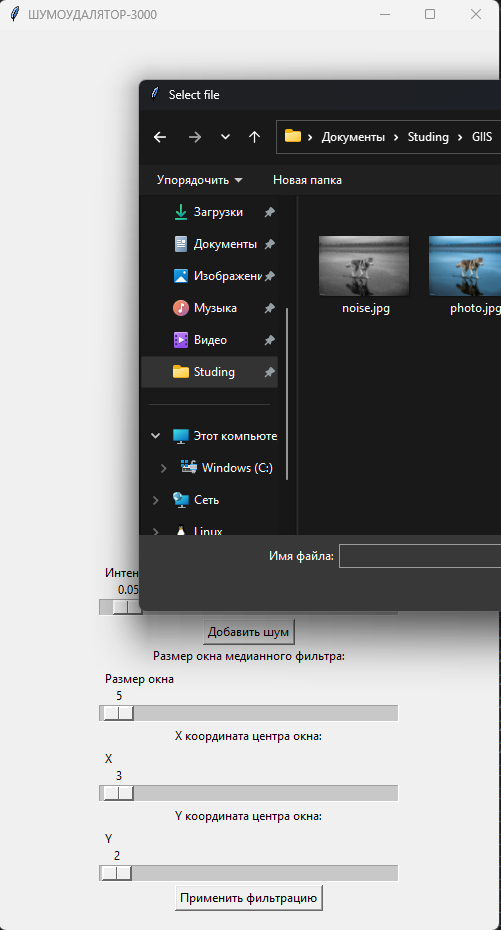 ШУМОУДАЛЯТОР-3000
Select file
Документы > Studing > GIIS
Упорядочить Новая папка
Загрузки
Документы
Изображени
Музыка
Видео
Studing
Этот компьюте
Windows (C:)
Сеть
Linux
noise.jpg photo.jpg
Имя файла:
Интен
0.05
Добавить шум
Размер окна медианного фильтра:
Размер окна
5
X координата центра окна:
X
3
Y координата центра окна:
Y
2
Применить фильтрацию